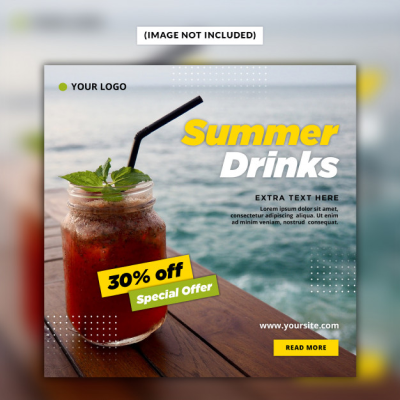 (IMAGE NOT INCLUDED)
YOUR LOGO
Summer
Drinks
EXTRA TEXT HERE
Lorem ipsum dolor sit amet,
consectetur adipiscing aliqua. Ut enim
ad minim veniam, nostrud consequat.
30% off
Special Offer
www.yoursite.com
READ MORE